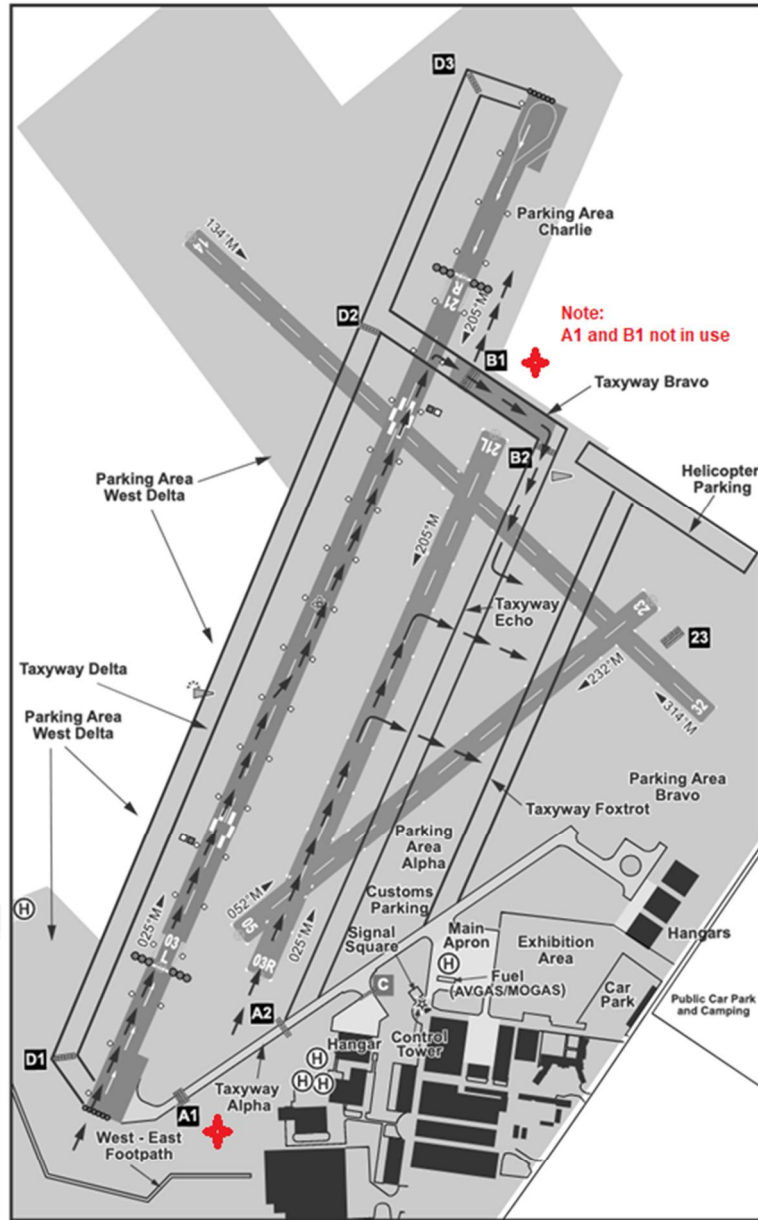 D3
134°M
14
Parking Area
Charlie
21
R
205°M
D2
Note:
A1 and B1 not in use
B1
Taxyway Bravo
21L
B2
Helicopter
Parking
Parking Area
West Delta
205°M
Taxyway
Echo
23
23
232°M
314°M
32
Taxyway Delta
Parking Area
West Delta
Parking Area
Bravo
Taxyway Foxtrot
Parking
Area
Alpha
052°M
05
Customs
Parking
H
025°M
03
L
025°M
03R
Signal
Square
Main
Apron
H
Exhibition
Area
Hangars
Fuel
(AVGAS/MOGAS)
C
Car
Park
Public Car Park
and Camping
A2
Control
Tower
Hangar
D1
H
H
H
Taxyway
Alpha
A1
West - East
Footpath